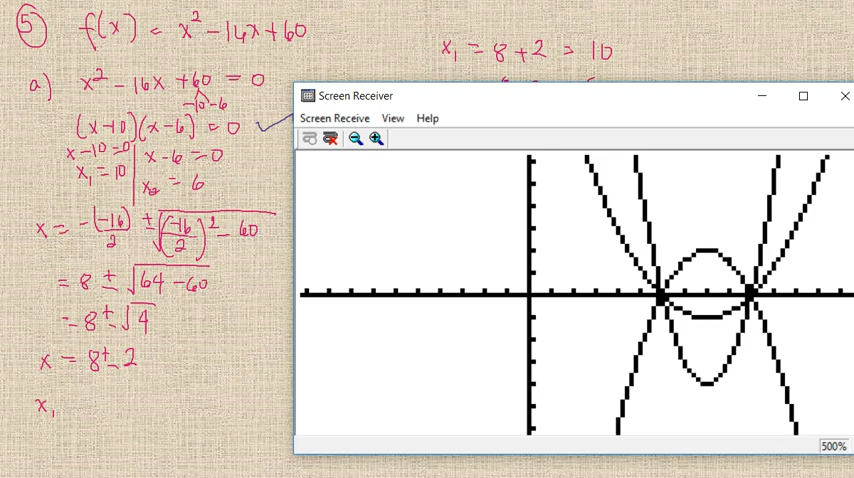 5 f(x) = x² - 16x + 60
a) x² - 16x + 60 = 0
-10 -6
(x-10)(x-6) = 0
x-10=0 | x-6=0
x₁ = 10 | x₂ = 6
x = -(-16)/2 ± √((-16/2)² - 60)
= 8 ± √(64-60)
= 8 ± √4
x = 8 ± 2
x₁
x₁ = 8+2 = 10
Screen Receiver
Screen Receive View Help
500%